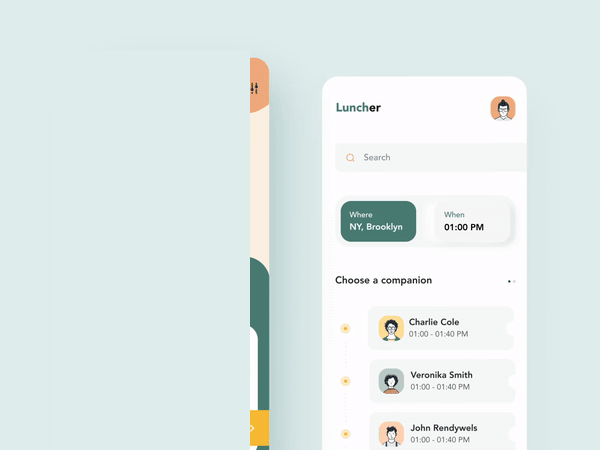 Luncher
Search
Where
NY, Brooklyn
When
01:00 PM
Choose a companion
Charlie Cole
01:00 - 01:40 PM
Veronika Smith
01:00 - 01:40 PM
John Rendywels
01:00 - 01:40 PM